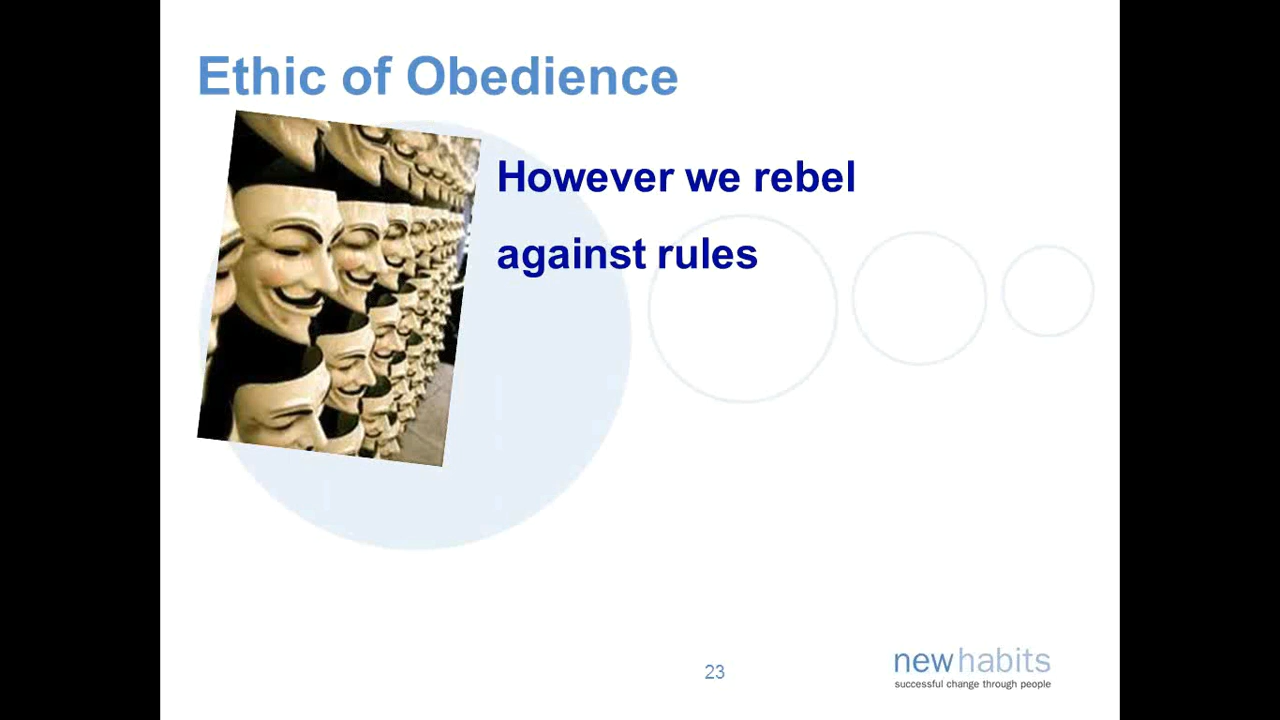 Ethic of Obedience
However we rebel
against rules
23
newhabits
successful change through people